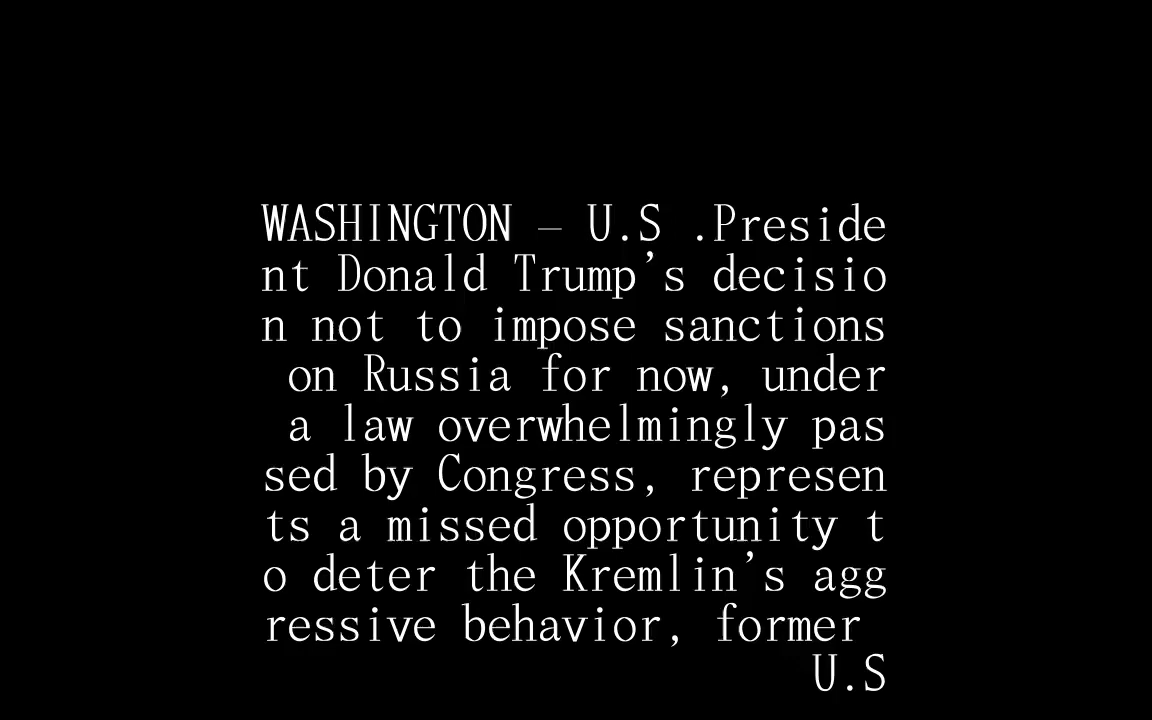 WASHINGTON — U.S .Preside
nt Donald Trump’s decisio
n not to impose sanctions
on Russia for now, under
a law overwhelmingly pas
sed by Congress, represen
ts a missed opportunity t
o deter the Kremlin’s agg
ressive behavior, former
U.S